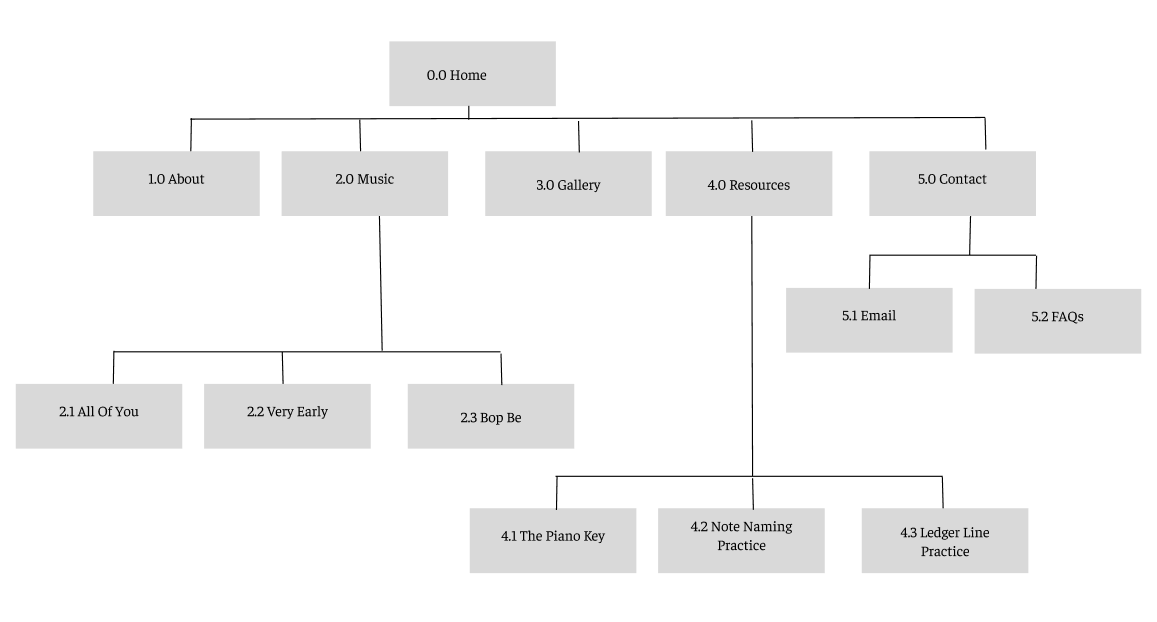 0.0 Home
1.0 About
2.0 Music
3.0 Gallery
4.0 Resources
5.0 Contact
5.1 Email
5.2 FAQs
2.1 All Of You
2.2 Very Early
2.3 Bop Be
4.1 The Piano Key
4.2 Note Naming
Practice
4.3 Ledger Line
Practice